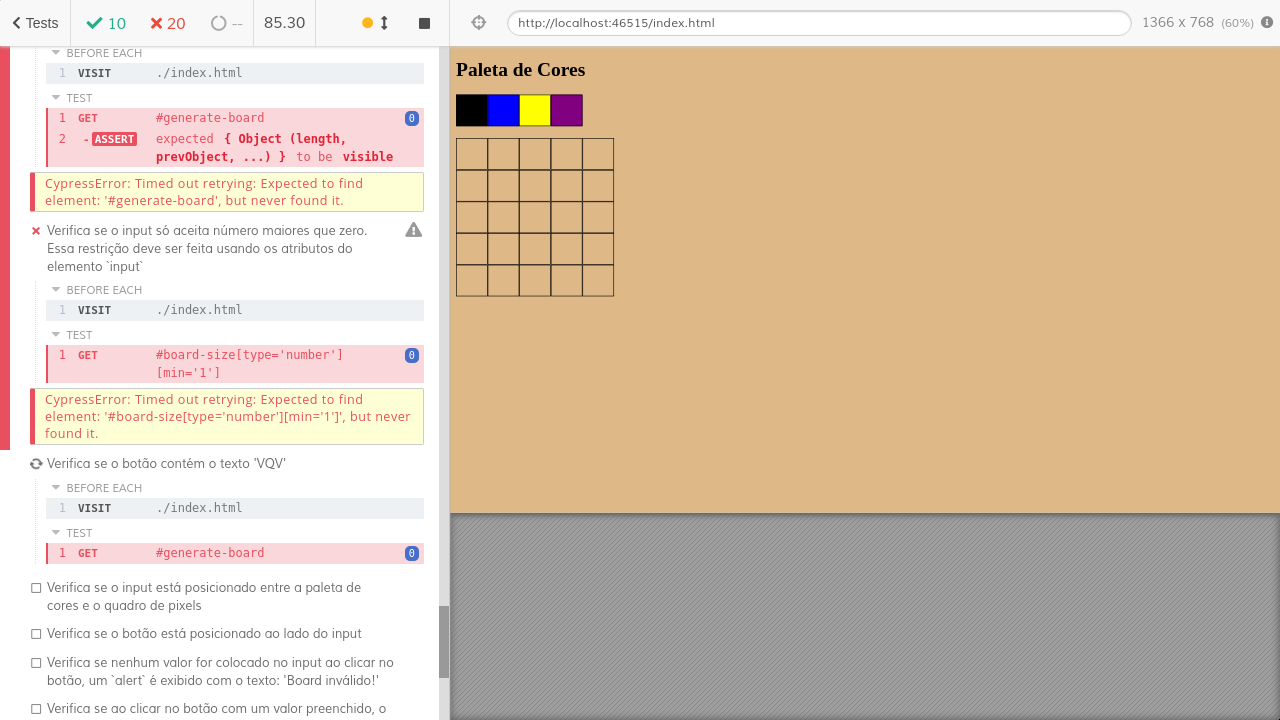 Tests 10 20 -- 85.30 http://localhost:46515/index.html 1366 x 768 (60%)
BEFORE EACH
1 VISIT ./index.html
TEST
1 GET #generate-board 0
2 -ASSERT expected { Object (length,
prevObject, ...) } to be visible
CypressError: Timed out retrying: Expected to find
element: '#generate-board', but never found it.
Verifica se o input só aceita número maiores que zero.
Essa restrição deve ser feita usando os atributos do
elemento `input`
BEFORE EACH
1 VISIT ./index.html
TEST
1 GET #board-size[type='number'] 0
[min='1']
CypressError: Timed out retrying: Expected to find
element: '#board-size[type='number'][min='1']', but never
found it.
Verifica se o botão contém o texto 'VQV'
BEFORE EACH
1 VISIT ./index.html
TEST
1 GET #generate-board 0
Verifica se o input está posicionado entre a paleta de
cores e o quadro de pixels
Verifica se o botão está posicionado ao lado do input
Verifica se nenhum valor for colocado no input ao clicar no
botão, um `alert` é exibido com o texto: 'Board inválido!'
Verifica se ao clicar no botão com um valor preenchido, o
Paleta de Cores